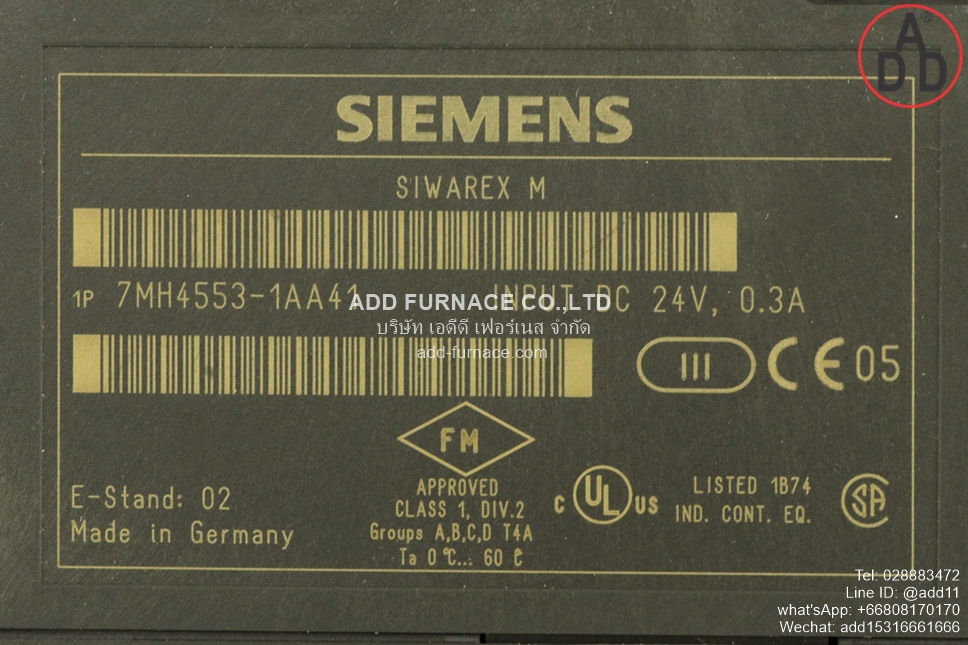 ADD
SIEMENS
SIWAREX M
1P 7MH4553-1AA41 INPUT, DC 24V, 0.3A
ADD FURNACE CO.,LTD
บริษัท เอดีดี เฟอร์เนส จำกัด
add-furnace.com
III CE 05
FM
APPROVED
CLASS 1, DIV.2
Groups A,B,C,D T4A
Ta 0°C... 60 °C
E-Stand: 02
Made in Germany
C UL US
LISTED 1B74
IND. CONT. EQ.
SA
Tel: 028883472
Line ID: @add11
what'sApp: +66808170170
Wechat: add15316661666